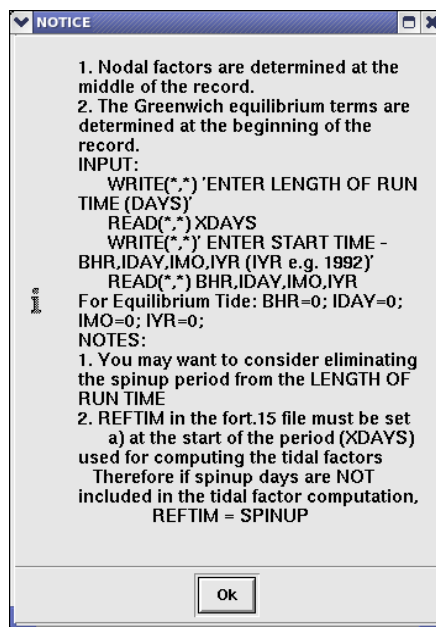 NOTICE
1. Nodal factors are determined at the
middle of the record.
2. The Greenwich equilibrium terms are
determined at the beginning of the
record.
INPUT:
WRITE(*,*) 'ENTER LENGTH OF RUN
TIME (DAYS)'
READ(*,*) XDAYS
WRITE(*,*)' ENTER START TIME -
BHR,IDAY,IMO,IYR (IYR e.g. 1992)'
READ(*,*) BHR,IDAY,IMO,IYR
For Equilibrium Tide: BHR=0; IDAY=0;
IMO=0; IYR=0;
NOTES:
1. You may want to consider eliminating
the spinup period from the LENGTH OF
RUN TIME
2. REFTIM in the fort.15 file must be set
a) at the start of the period (XDAYS)
used for computing the tidal factors
Therefore if spinup days are NOT
included in the tidal factor computation,
REFTIM = SPINUP
Ok